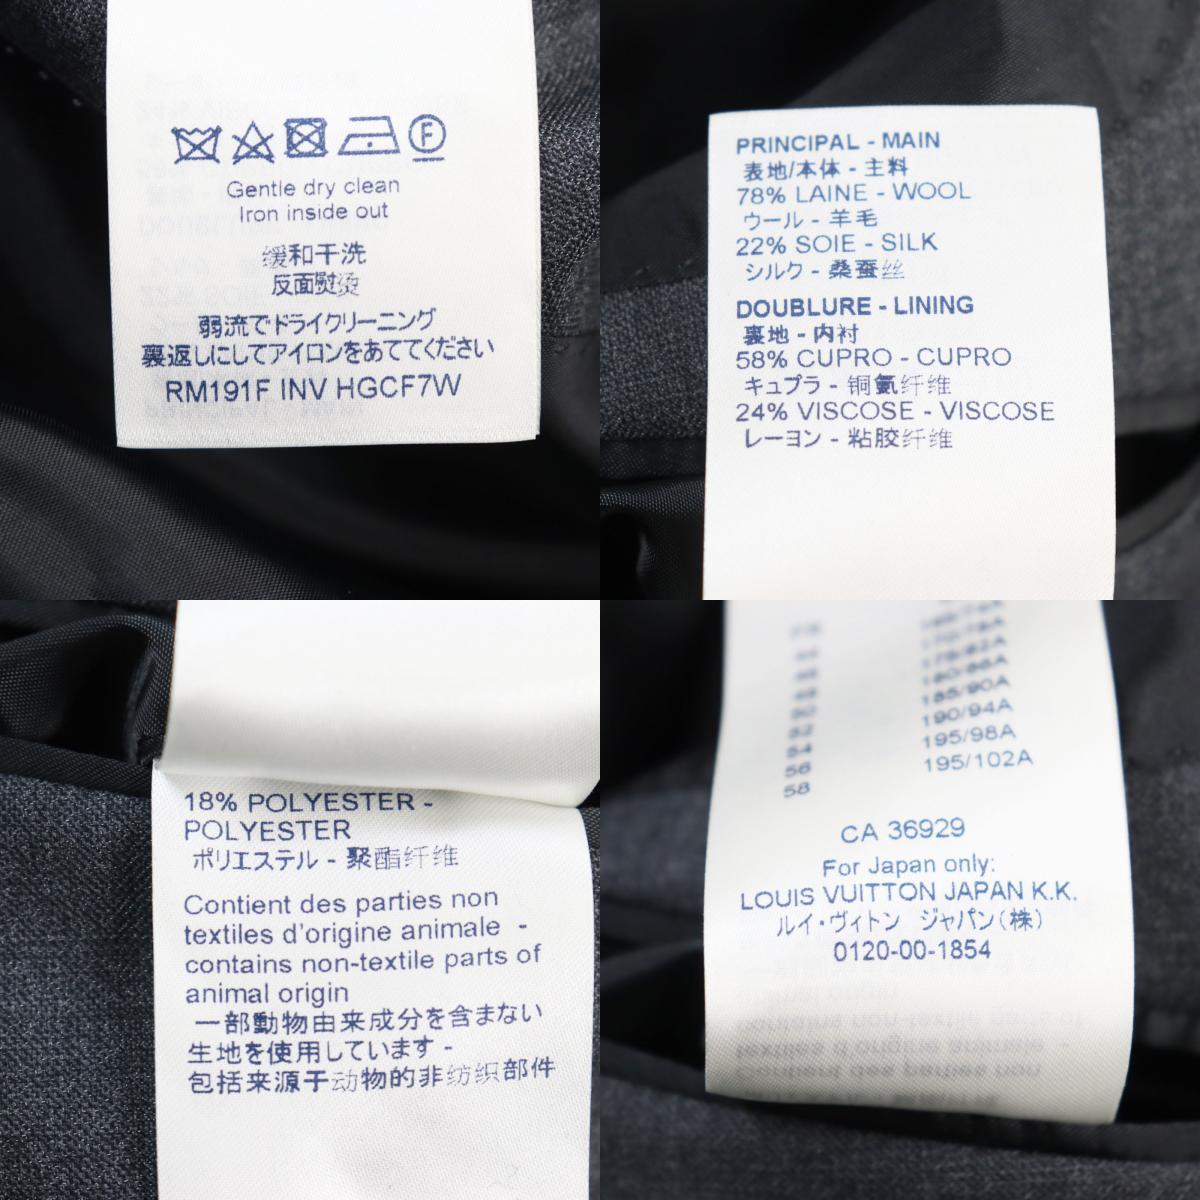 F
Gentle dry clean
Iron inside out
缓和干洗
反面熨烫
弱流でドライクリーニング
裏返しにしてアイロンをあててください
RM191F INV HGCF7W
PRINCIPAL - MAIN
表地/本体 - 主料
78% LAINE - WOOL
ウール - 羊毛
22% SOIE - SILK
シルク - 桑蚕丝
DOUBLURE - LINING
裏地 - 内衬
58% CUPRO - CUPRO
キュプラ - 铜氨纤维
24% VISCOSE - VISCOSE
レーヨン - 粘胶纤维
18% POLYESTER -
POLYESTER
ポリエステル - 聚酯纤维
Contient des parties non
textiles d'origine animale -
contains non-textile parts of
animal origin
一部動物由来成分を含まない
生地を使用しています -
包括来源于动物的非纺织部件
170/78A
175/82A
180/86A
50 185/90A
52 190/94A
54 195/98A
56 195/102A
58
CA 36929
For Japan only:
LOUIS VUITTON JAPAN K.K.
ルイ・ヴィトン ジャパン(株)
0120-00-1854